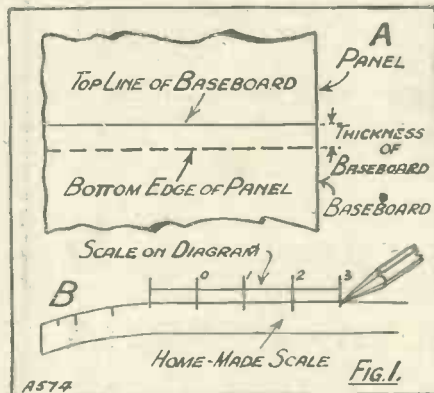 A
PANEL
TOP LINE OF BASEBOARD
THICKNESS
OF
BASEBOARD
BOTTOM EDGE OF PANEL
BASEBOARD
SCALE ON DIAGRAM
B
0 1 2 3
HOME-MADE SCALE
FIG.1.
A574